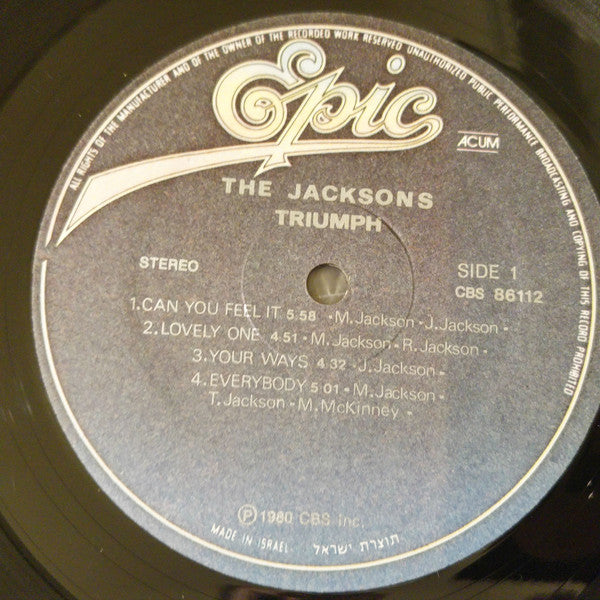 ALL RIGHTS OF THE MANUFACTURER AND OF THE OWNER OF THE RECORDED WORK RESERVED UNAUTHORIZED PUBLIC PERFORMANCE BROADCASTING AND COPYING OF THIS RECORD PROHIBITED
Epic
ACUM
THE JACKSONS
TRIUMPH
STEREO
SIDE 1
CBS 86112
1.CAN YOU FEEL IT 5.58 -M.Jackson-J.Jackson-
2.LOVELY ONE 4.51 - M.Jackson-R.Jackson-
3.YOUR WAYS 4.32 -J.Jackson-
4.EVERYBODY 5:01 -M.Jackson-
T.Jackson-M.McKinney-
Ⓟ 1980 CBS Inc.
MADE IN ISRAEL תוצרת ישראל